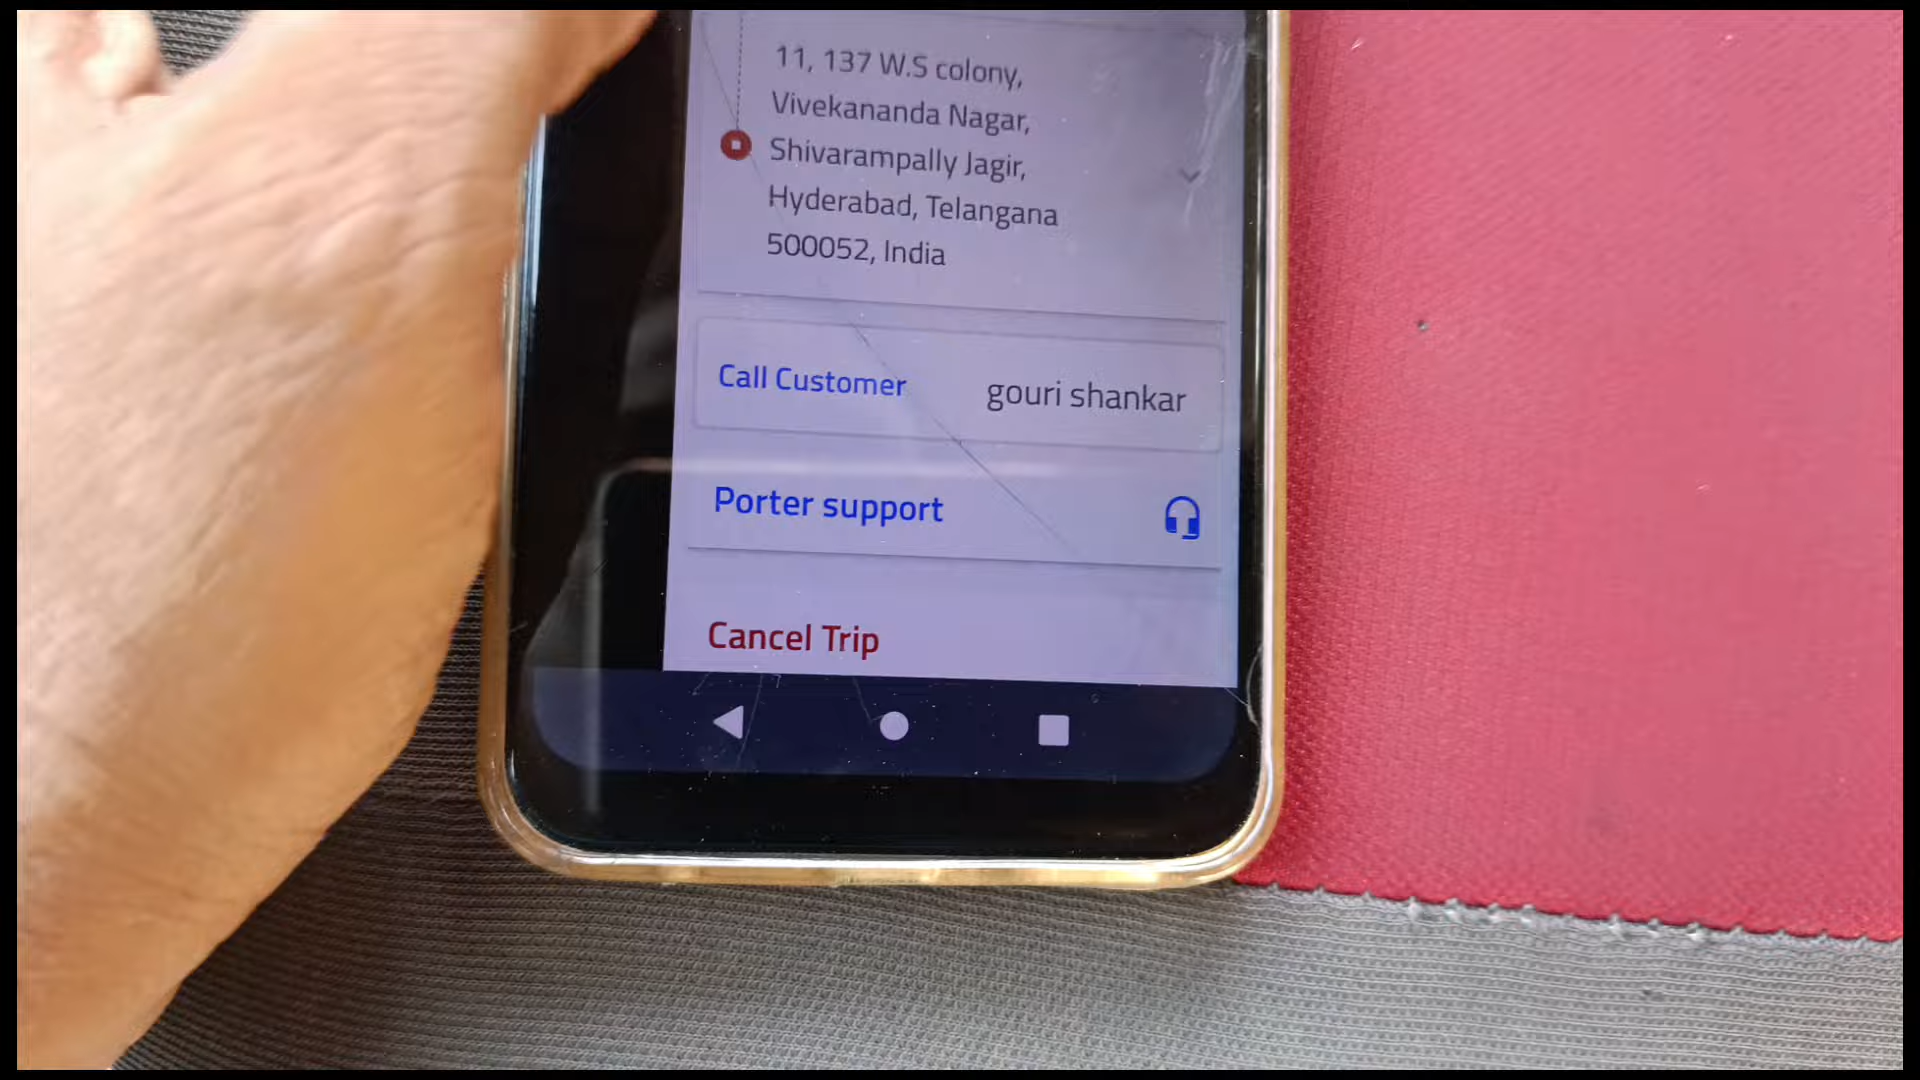 11, 137 W.S colony,
Vivekananda Nagar,
Shivarampally Jagir,
Hyderabad, Telangana
500052, India
Call Customer gouri shankar
Porter support
Cancel Trip